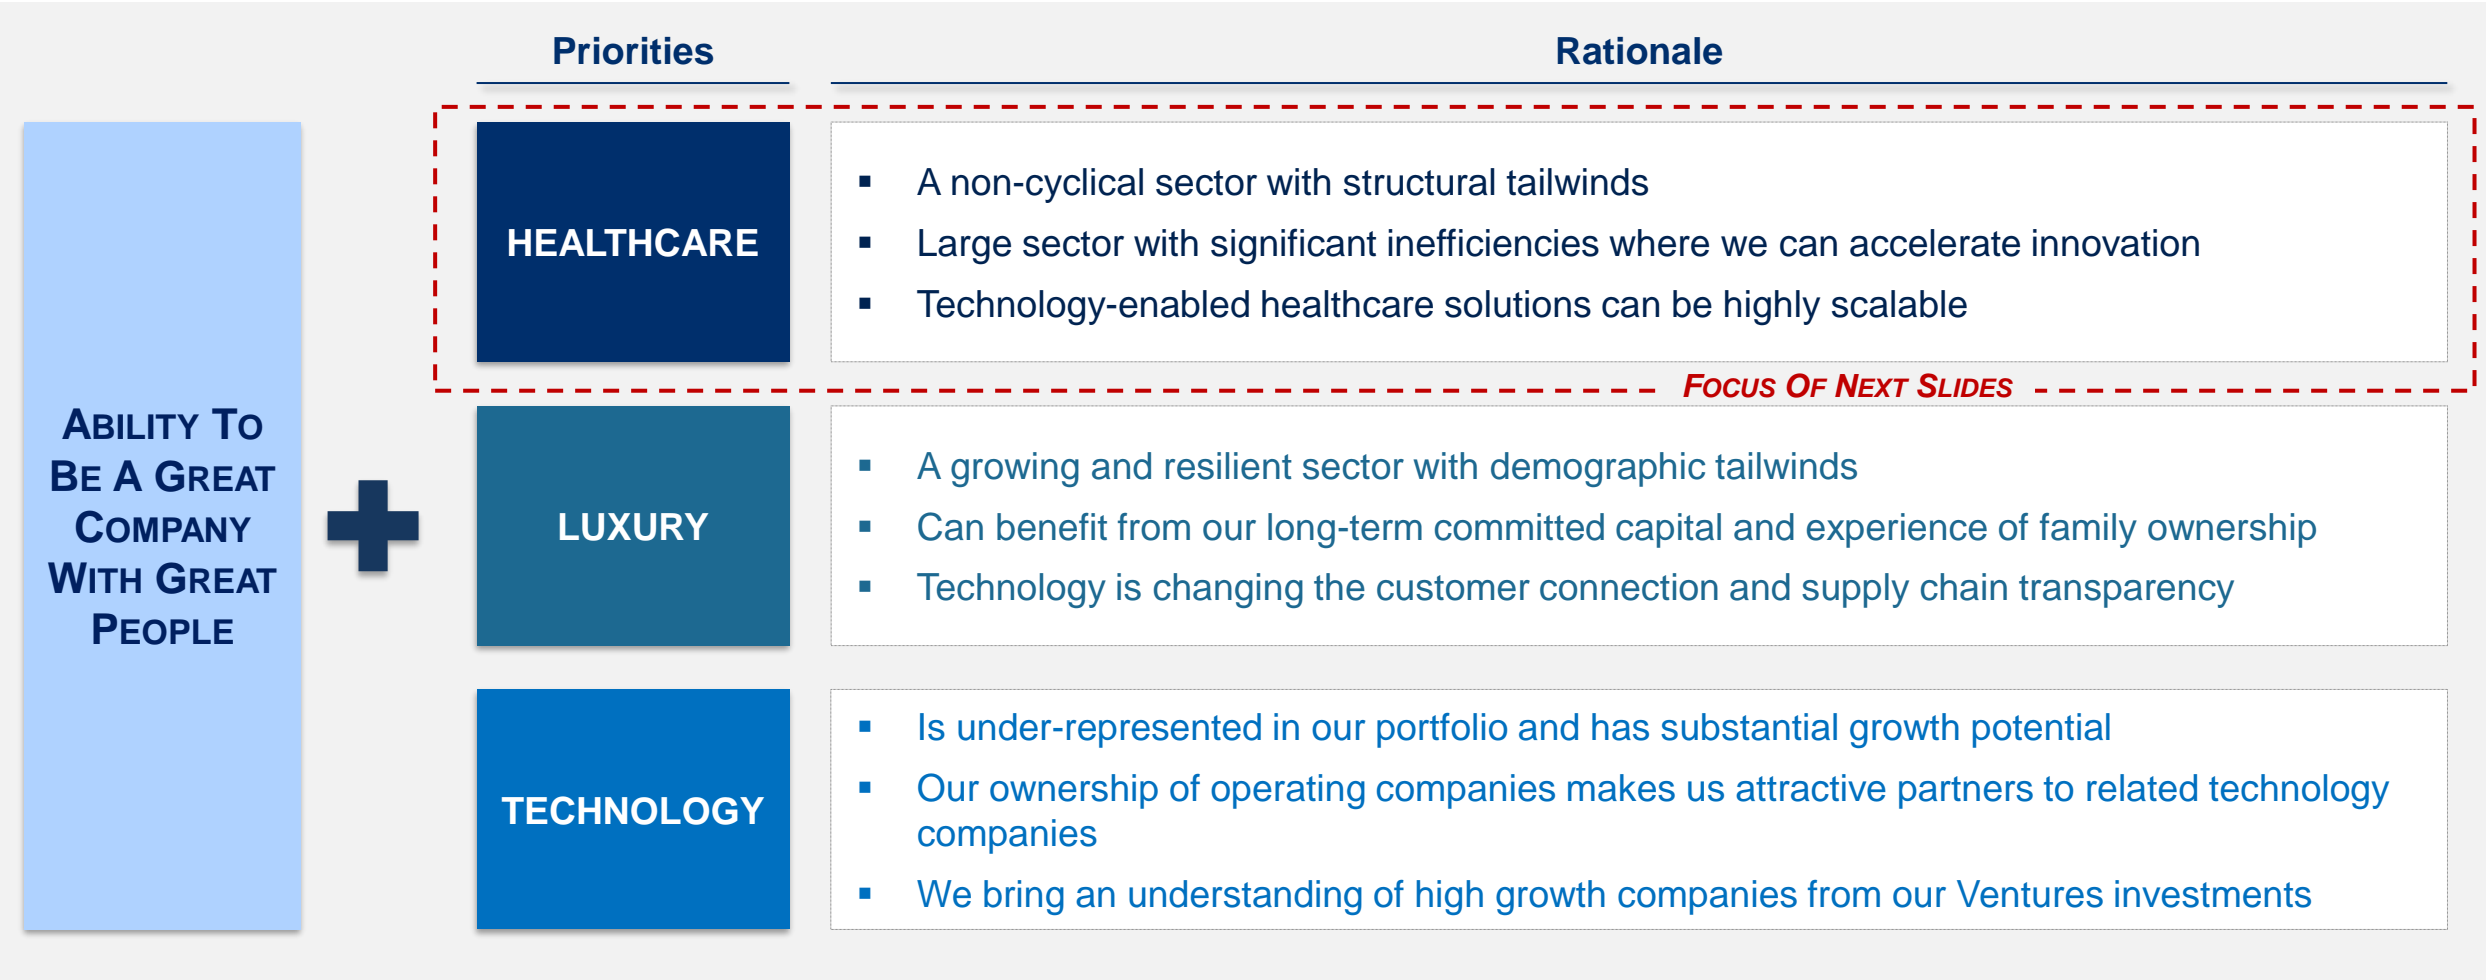 Priorities
Rationale
ABILITY TO
BE A GREAT
COMPANY
WITH GREAT
PEOPLE
HEALTHCARE
▪ A non-cyclical sector with structural tailwinds
▪ Large sector with significant inefficiencies where we can accelerate innovation
▪ Technology-enabled healthcare solutions can be highly scalable
FOCUS OF NEXT SLIDES
LUXURY
▪ A growing and resilient sector with demographic tailwinds
▪ Can benefit from our long-term committed capital and experience of family ownership
▪ Technology is changing the customer connection and supply chain transparency
TECHNOLOGY
▪ Is under-represented in our portfolio and has substantial growth potential
▪ Our ownership of operating companies makes us attractive partners to related technology
companies
▪ We bring an understanding of high growth companies from our Ventures investments